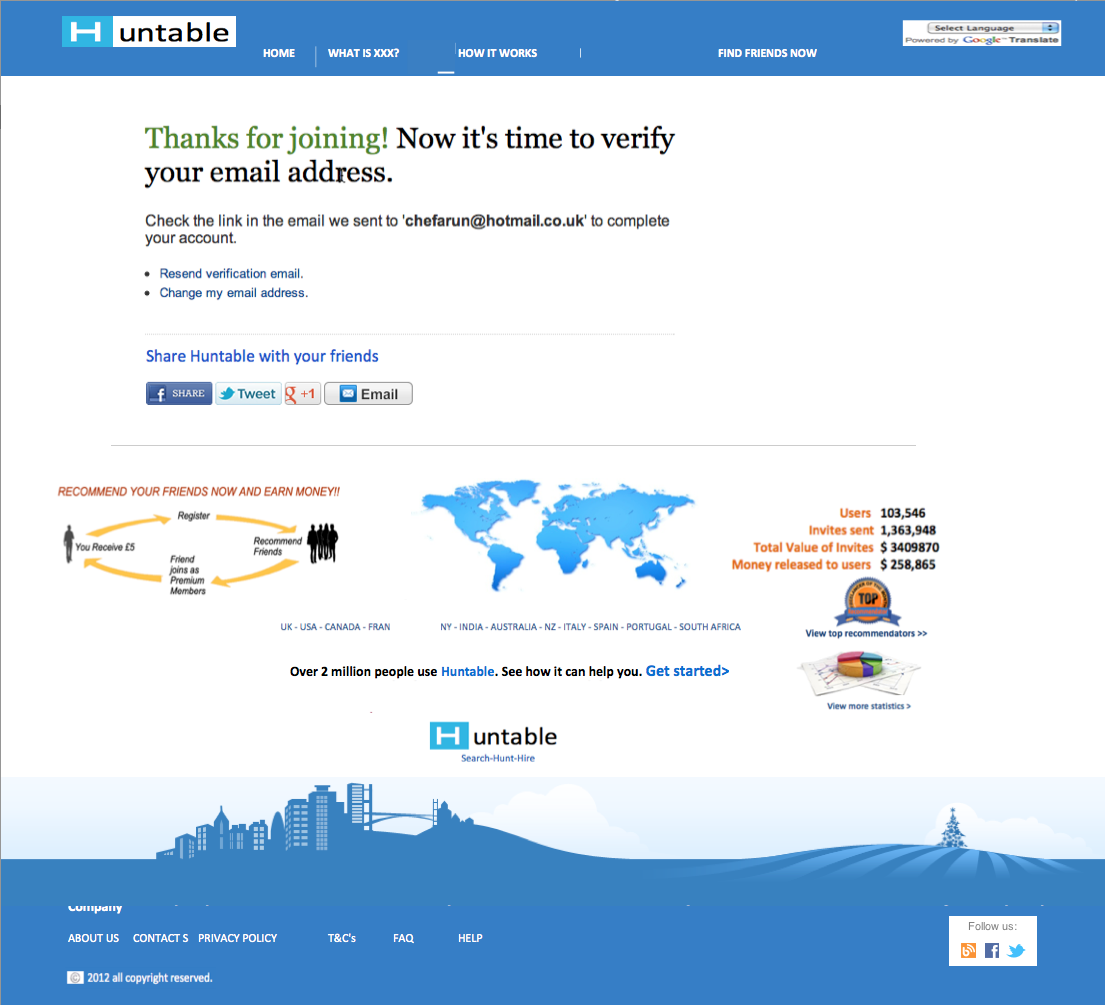 Huntable
Select Language
Powered by Google™ Translate
HOME WHAT IS XXX? HOW IT WORKS FIND FRIENDS NOW
Thanks for joining! Now it's time to verify
your email address.
Check the link in the email we sent to 'chefarun@hotmail.co.uk' to complete
your account.
• Resend verification email.
• Change my email address.
Share Huntable with your friends
SHARE Tweet +1 Email
RECOMMEND YOUR FRIENDS NOW AND EARN MONEY!!
Register
You Receive £5
Recommend
Friends
Friend
joins as
Premium
Members
Users 103,546
Invites sent 1,363,948
Total Value of Invites $ 3409870
Money released to users $ 258,865
TOP
View top recommendators >>
UK - USA - CANADA - FRAN NY - INDIA - AUSTRALIA - NZ - ITALY - SPAIN - PORTUGAL - SOUTH AFRICA
Over 2 million people use Huntable. See how it can help you. Get started>
View more statistics >
Huntable
Search-Hunt-Hire
Company
ABOUT US CONTACT S PRIVACY POLICY T&C's FAQ HELP
Follow us:
© 2012 all copyright reserved.